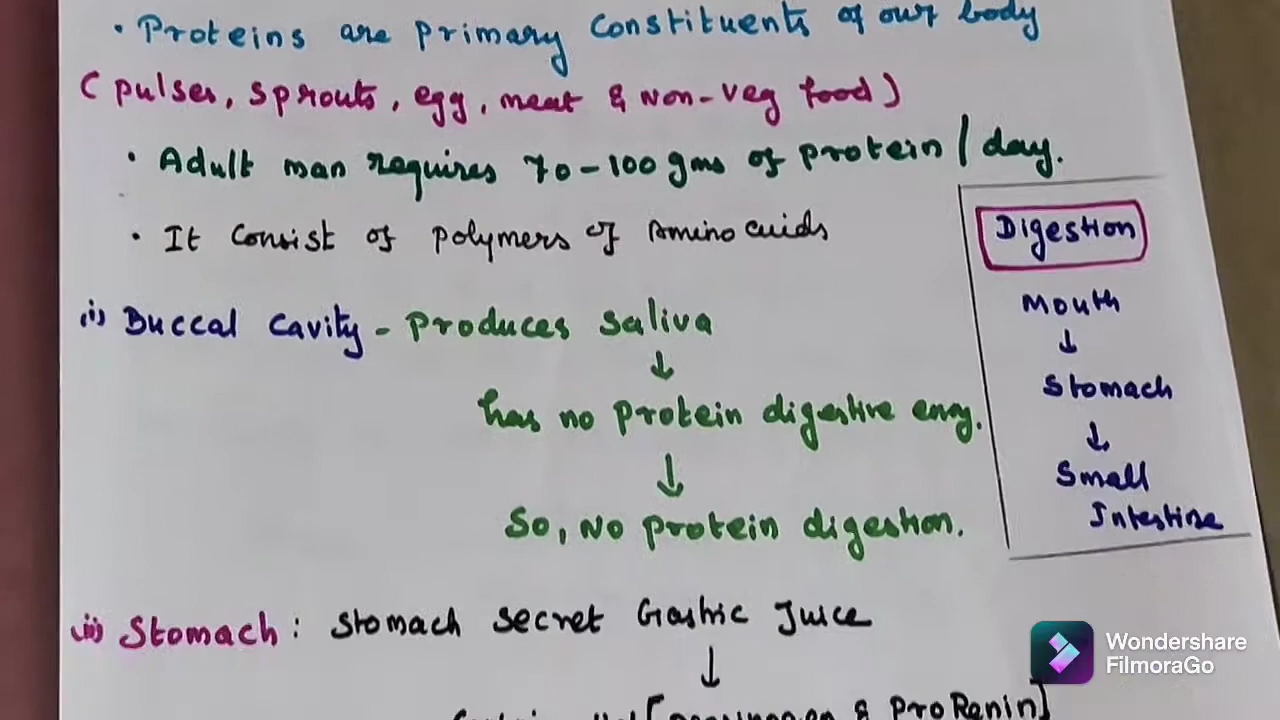 • Proteins are primary constituents of our body
( pulses, sprouts, egg, meat & non-veg food )
• Adult man requires 70-100 gms of protein / day.
• It consist of polymers of Amino acids
(i) Buccal cavity - produces saliva
↓
has no protein digestive enzy.
↓
So, no protein digestion.
Digestion
Mouth
↓
Stomach
↓
Small
Intestine
(ii) Stomach : Stomach secret Gastric Juice
↓
& ProRenin]
Wondershare
FilmoraGo